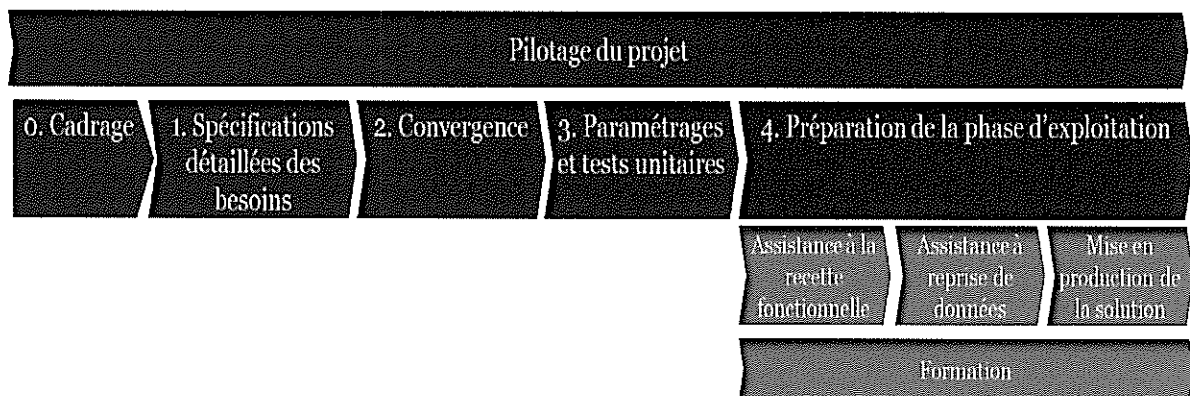 Pilotage du projet
0. Cadrage
1. Spécifications
détaillées des
besoins
2. Convergence
3. Paramétrages
et tests unitaires
4. Préparation de la phase d'exploitation
Assistance à la
recette
fonctionnelle
Assistance à
reprise de
données
Mise en
production de
la solution
Formation